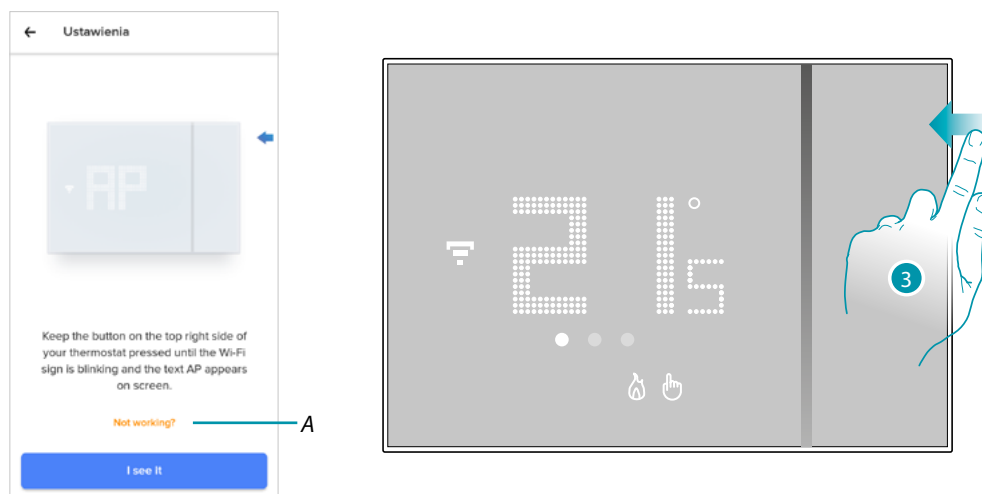 Ustawienia
AP
Keep the button on the top right side of
your thermostat pressed until the Wi-Fi
sign is blinking and the text AP appears
on screen.
Not working?
A
I see It
21°5
3